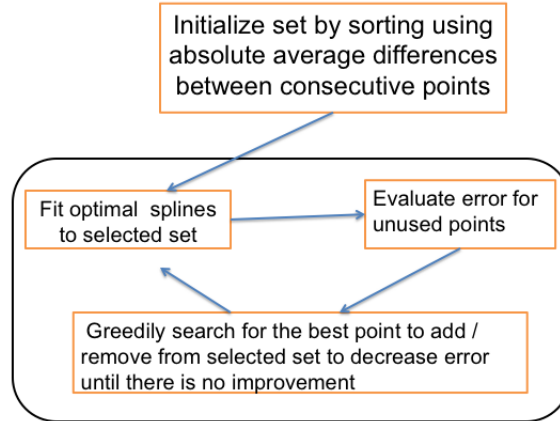 Initialize set by sorting using
absolute average differences
between consecutive points
Fit optimal splines
to selected set
Evaluate error for
unused points
Greedily search for the best point to add /
remove from selected set to decrease error
until there is no improvement